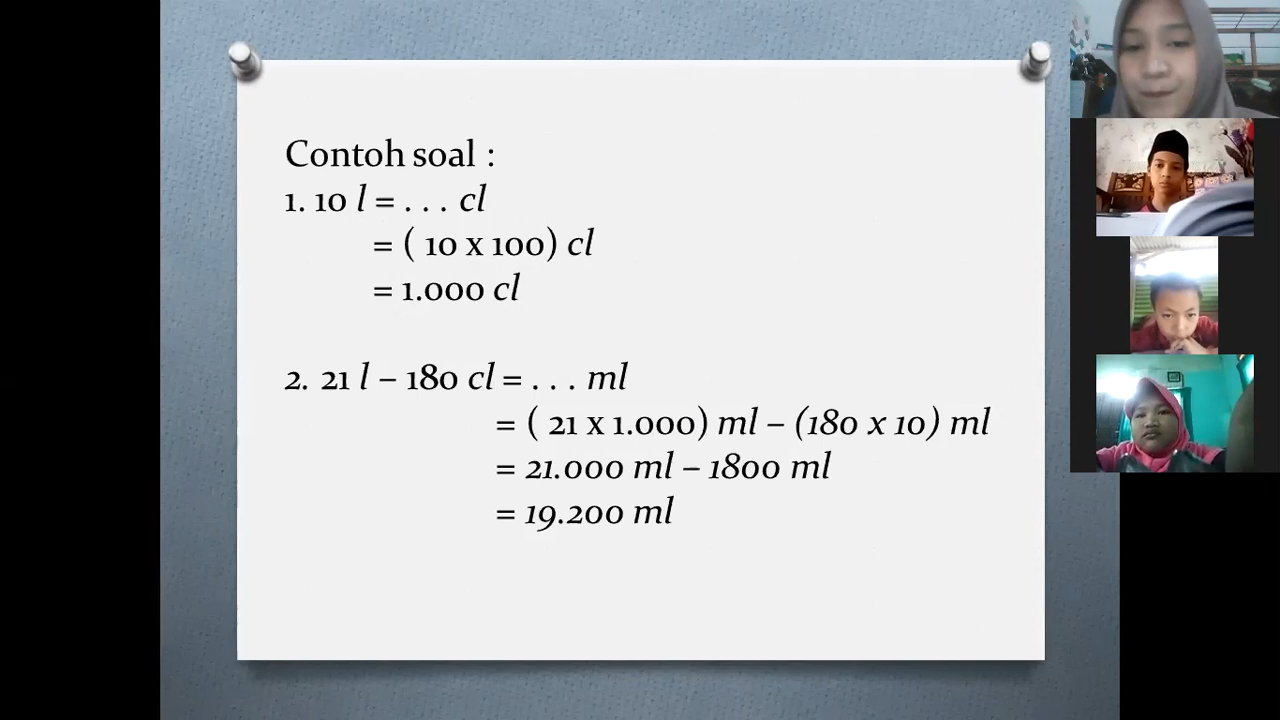 Contoh soal :
1. 10 l = . . . cl
= ( 10 x 100) cl
= 1.000 cl
2. 21 l – 180 cl = . . . ml
= ( 21 x 1.000) ml – (180 x 10) ml
= 21.000 ml – 1800 ml
= 19.200 ml